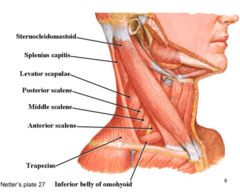 Sternocleidomastoid
Splenius capitis
Levator scapulae
Posterior scalene
Middle scalene
Anterior scalene
Trapezius
6
Netter's plate 27 Inferior belly of omohyoid